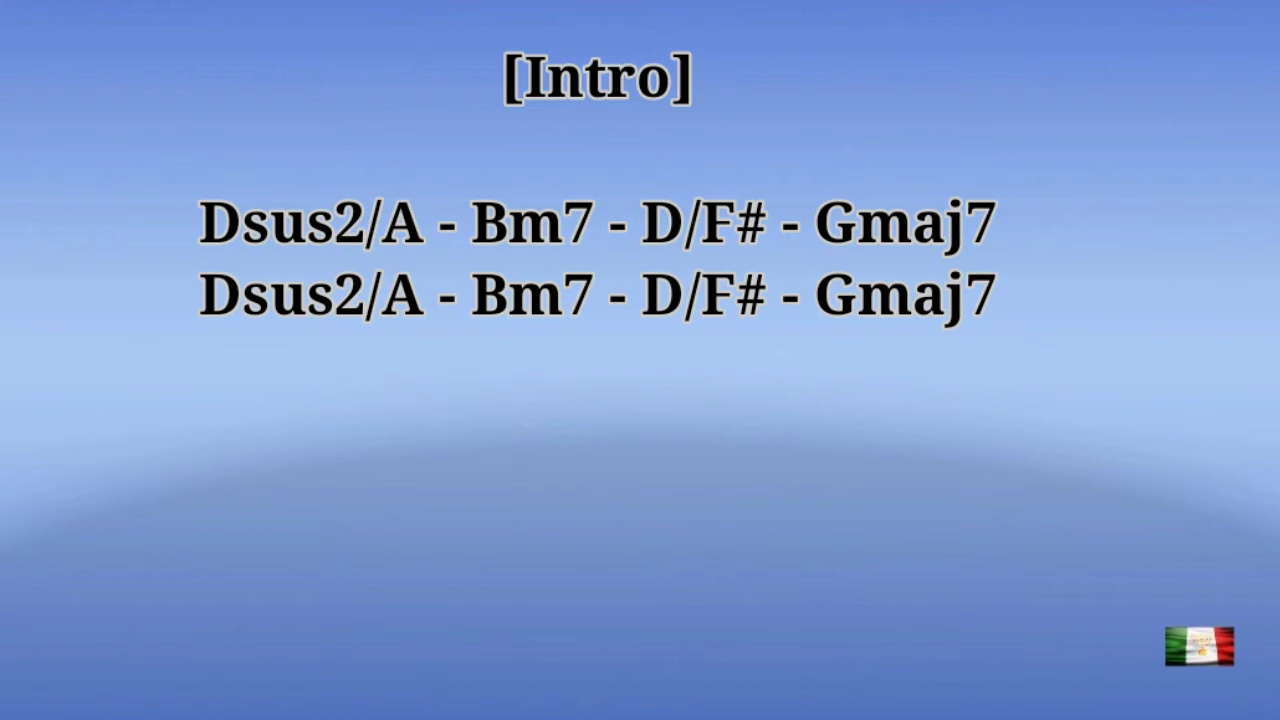 [Intro]
Dsus2/A - Bm7 - D/F# - Gmaj7
Dsus2/A - Bm7 - D/F# - Gmaj7